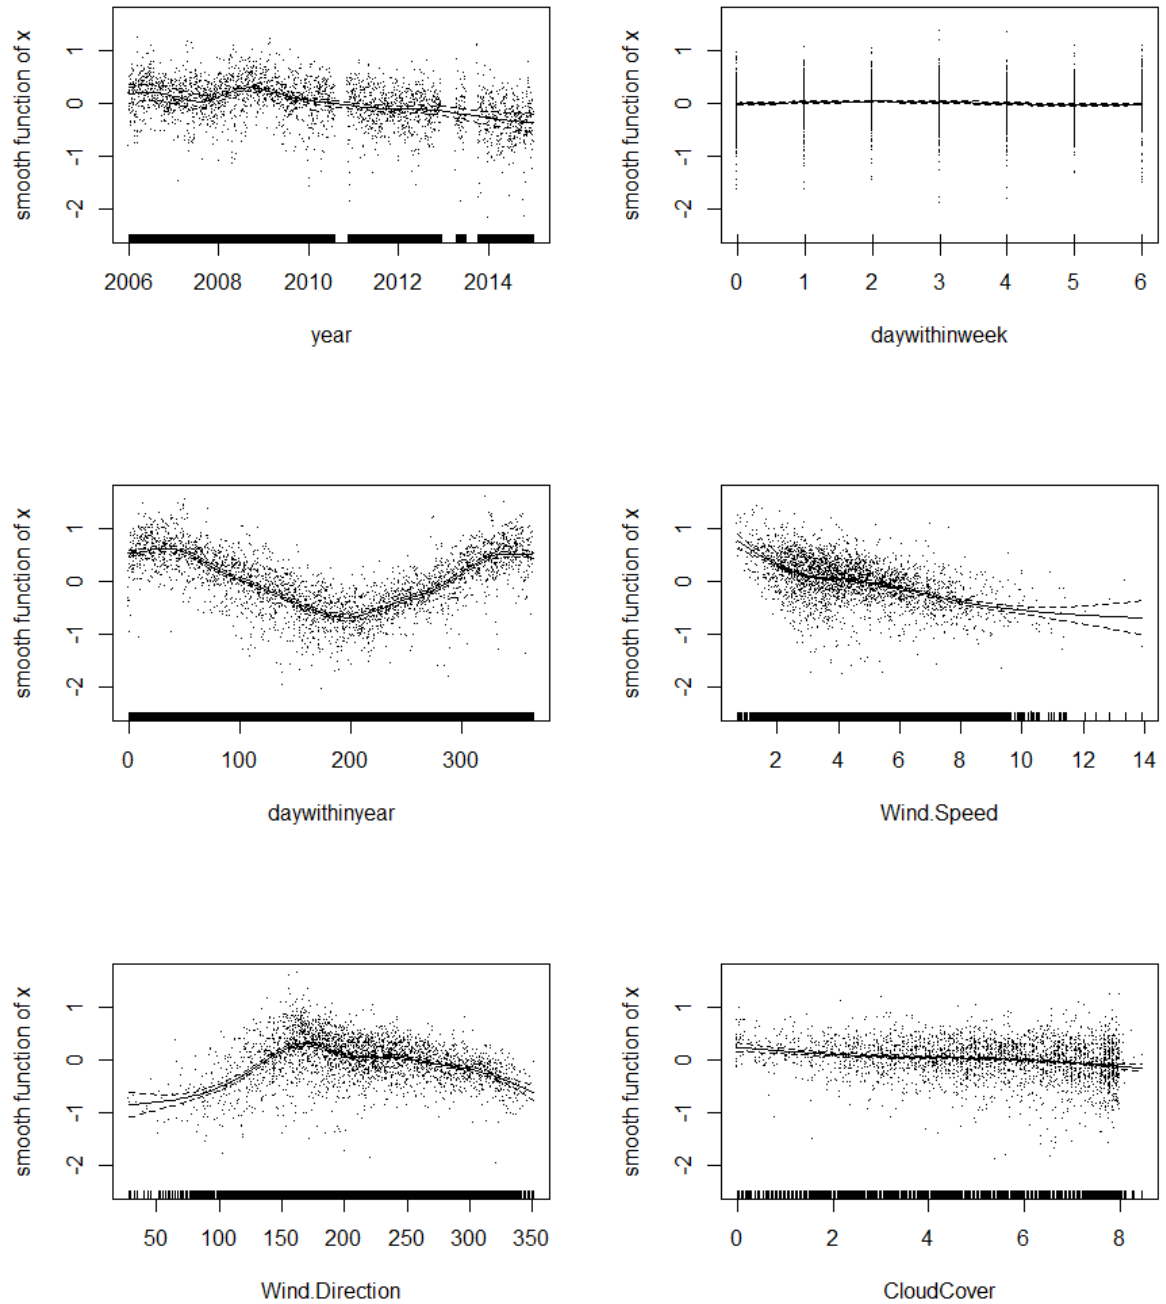 smooth function of x
1
0
-1
-2
2006 2008 2010 2012 2014
year
smooth function of x
1
0
-1
-2
0 1 2 3 4 5 6
daywithinweek
smooth function of x
1
0
-1
-2
0 100 200 300
daywithinyear
smooth function of x
1
0
-1
-2
2 4 6 8 10 12 14
Wind.Speed
smooth function of x
1
0
-1
-2
50 100 150 200 250 300 350
Wind.Direction
smooth function of x
1
0
-1
-2
0 2 4 6 8
CloudCover